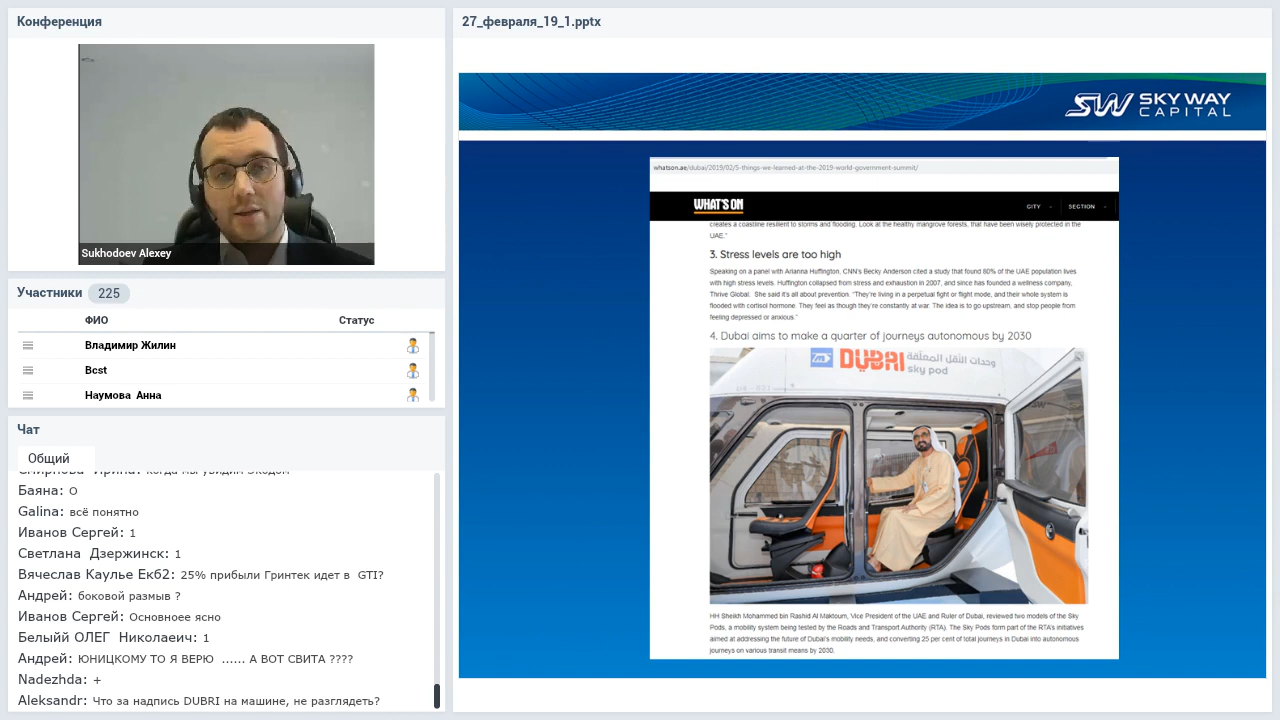 Конференция
Sukhodoev Alexey
Участники 225
ФИО Статус
Владимир Жилин
Bcst
Наумова Анна
Чат
Общий
Смирнова Ирина: когда мы увидим
Баяна: О
Galina: всё понятно
Иванов Сергей: 1
Светлана Дзержинск: 1
Вячеслав Каулье Екб2: 25% прибыли Гринтек идет в GTI?
Андрей: боковой размыв ?
Иванов Сергей: Основноее ясно
Белыйй ОЛЕГ Николаеич: 1
Андрей: ЮНИЦКОМУ ТО Я ВЕРЮ ...... А ВОТ СВИТА ????
Nadezhda: +
Aleksandr: Что за надпись DUBRI на машине, не разглядеть?
27_февраля_19_1.pptx
SW SKY WAY
CAPITAL
whatson.ae/dubai/2019/02/5-things-we-learned-at-the-2019-world-government-summit/
WHAT'S ON CITY SECTION
creates a coastline resilient to storms and flooding. Look at the healthy mangrove forests, that have been wisely protected in the
UAE."
3. Stress levels are too high
Speaking on a panel with Arianna Huffington, CNN's Becky Anderson cited a study that found 80% of the UAE population lives
with high stress levels. Huffington collapsed from stress and exhaustion in 2007, and since has founded a wellness company,
Thrive Global. She said it's all about prevention. "They're living in a perpetual fight or flight mode, and their whole system is
flooded with cortisol hormone. They feel as though they're constantly at war. The idea is to go upstream, and stop people from
feeling depressed or anxious."
4. Dubai aims to make a quarter of journeys autonomous by 2030
DUBAI وحدات التنقل المعلقة
sky pod
HH Sheikh Mohammed bin Rashid Al Maktoum, Vice President of the UAE and Ruler of Dubai, reviewed two models of the Sky
Pods, a mobility system being tested by the Roads and Transport Authority (RTA). The Sky Pods form part of the RTA's initiatives
aimed at addressing the future of Dubai's mobility needs, and converting 25 per cent of total journeys in Dubai into autonomous
journeys on various transit means by 2030.